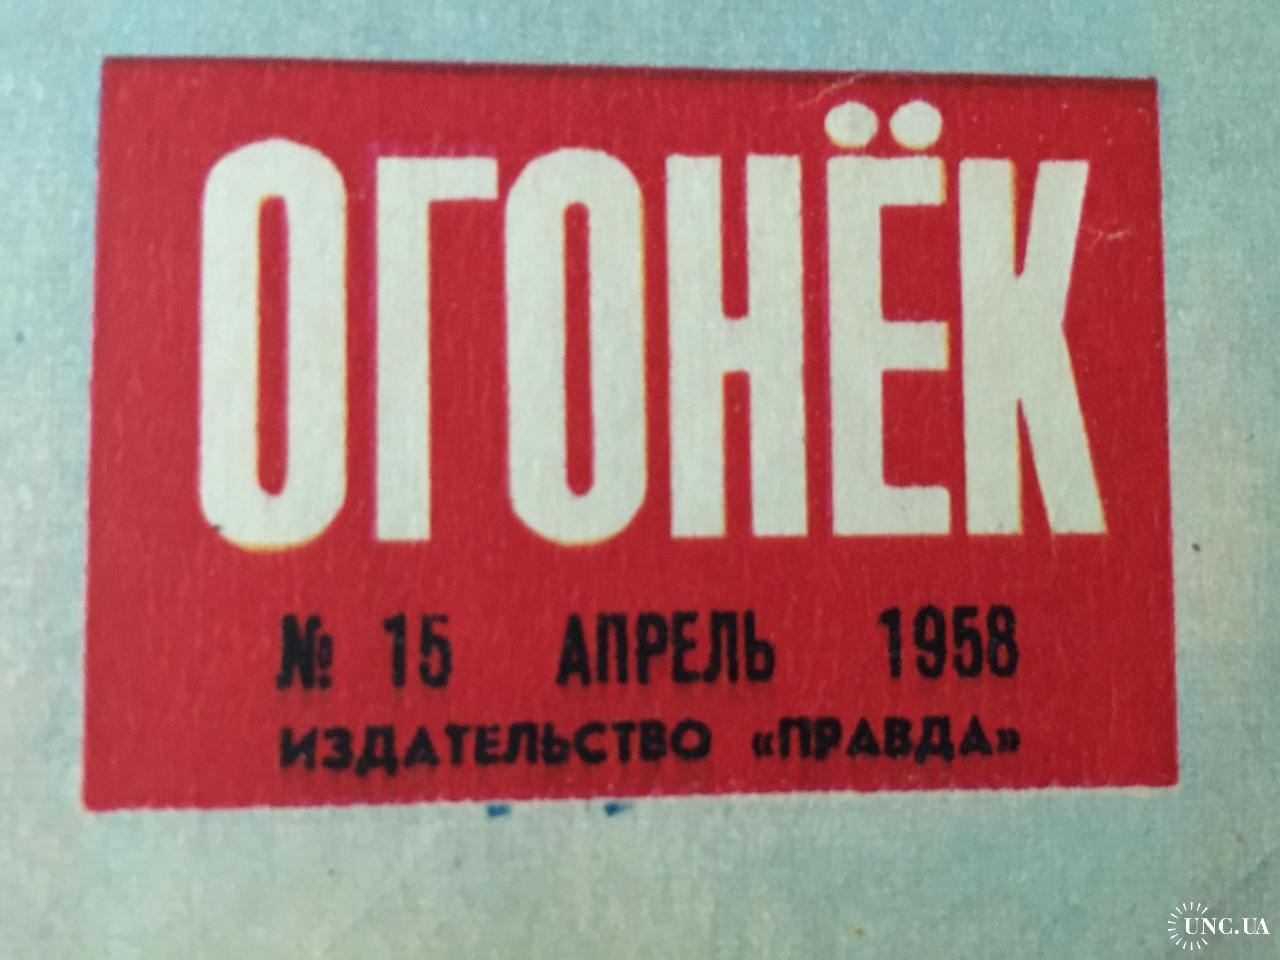 ОГОНЁК
№ 15 АПРЕЛЬ 1958
ИЗДАТЕЛЬСТВО «ПРАВДА»
UNC.UA